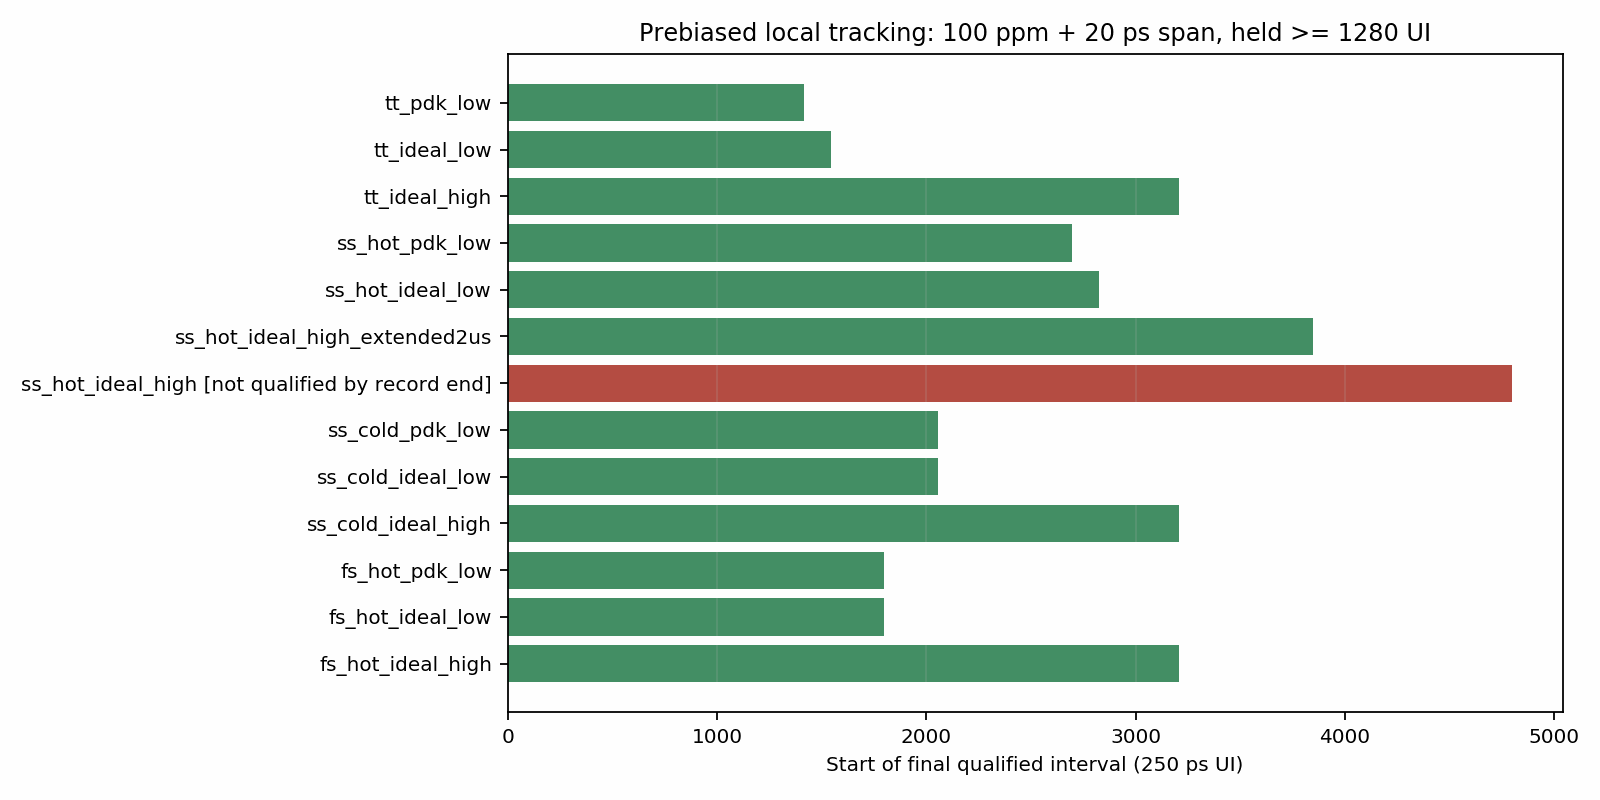 Prebiased local tracking: 100 ppm + 20 ps span, held >= 1280 UI
tt_pdk_low
tt_ideal_low
tt_ideal_high
ss_hot_pdk_low
ss_hot_ideal_low
ss_hot_ideal_high_extended2us
ss_hot_ideal_high [not qualified by record end]
ss_cold_pdk_low
ss_cold_ideal_low
ss_cold_ideal_high
fs_hot_pdk_low
fs_hot_ideal_low
fs_hot_ideal_high
0 1000 2000 3000 4000 5000
Start of final qualified interval (250 ps UI)